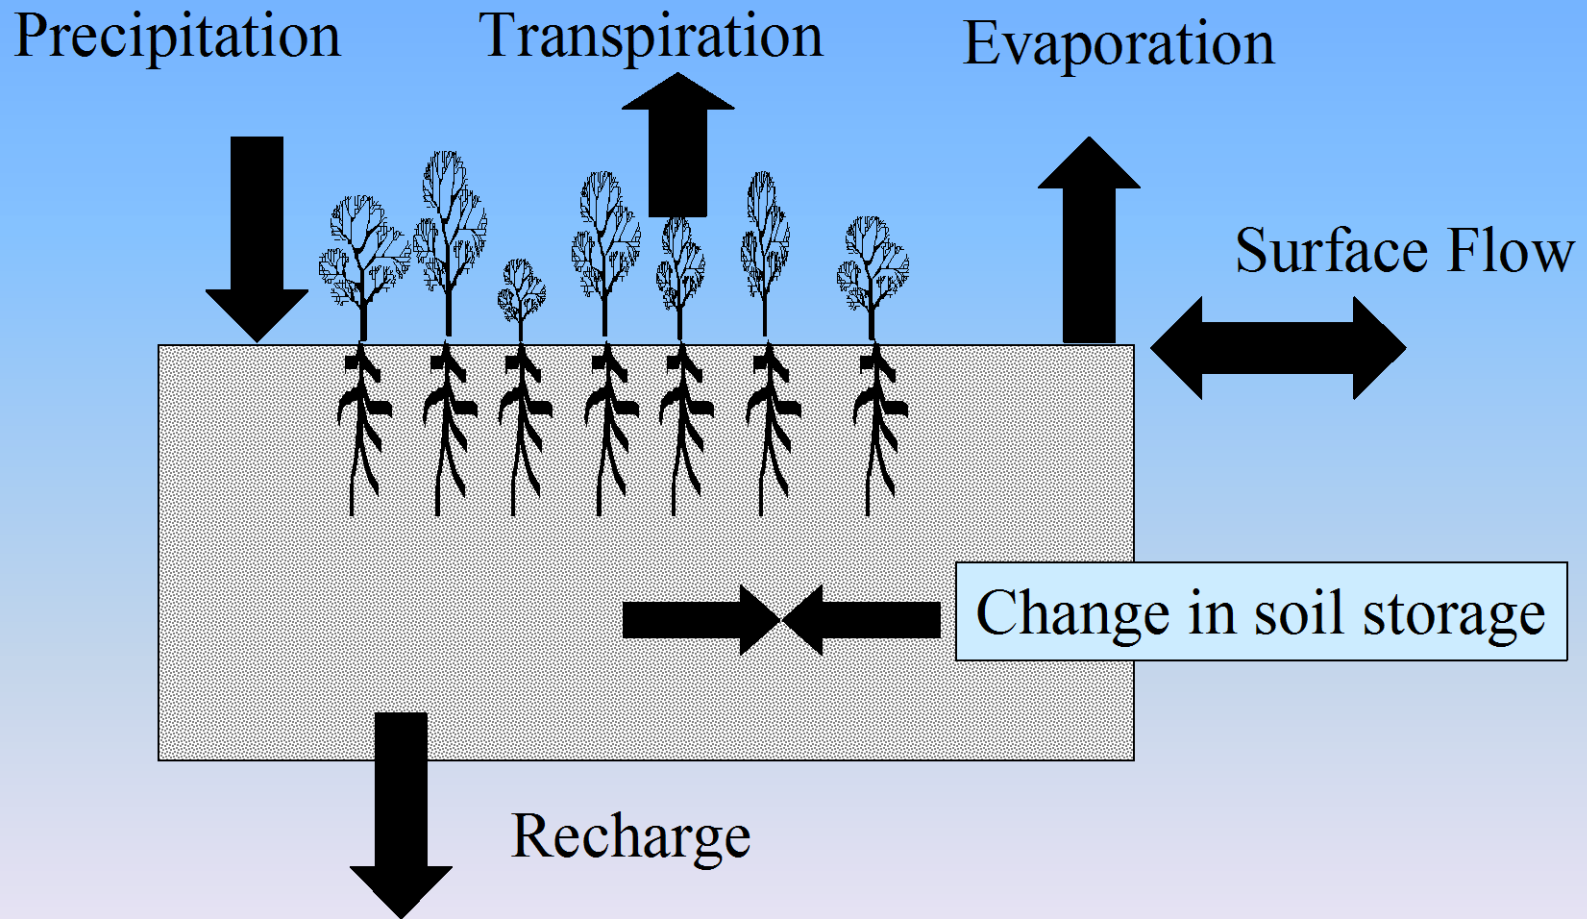 Precipitation
Transpiration
Evaporation
Surface Flow
Change in soil storage
Recharge